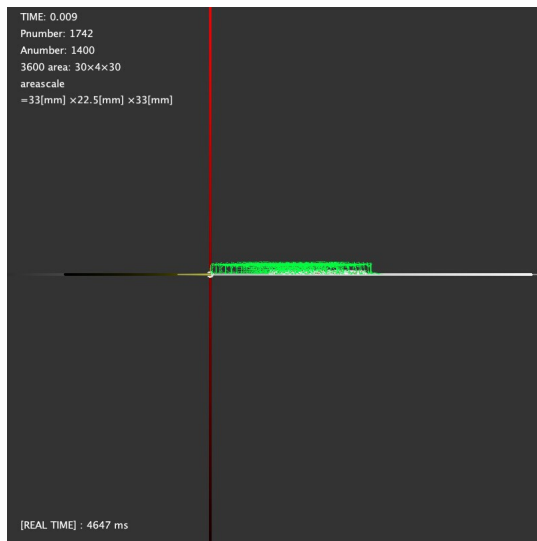 TIME: 0.009
Pnumber: 1742
Anumber: 1400
3600 area: 30×4×30
areascale
=33[mm] ×22.5[mm] ×33[mm]
[REAL TIME] : 4647 ms